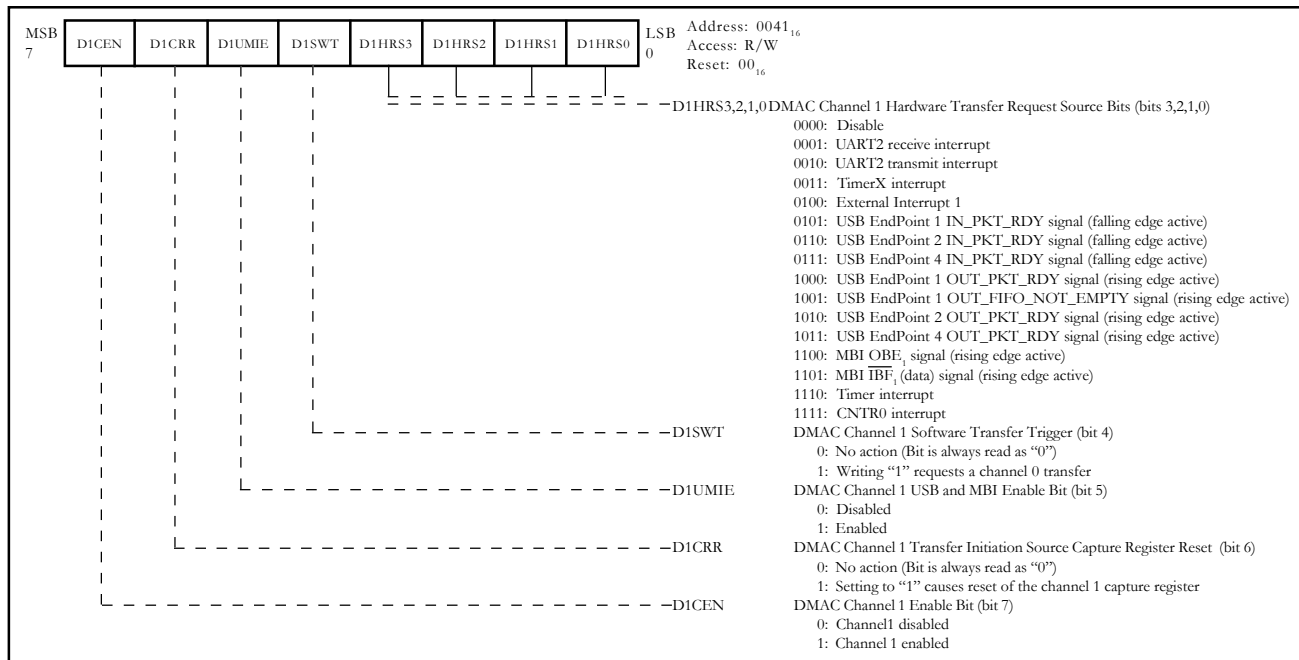 MSB
7
D1CEN
D1CRR
D1UMIE
D1SWT
D1HRS3
D1HRS2
D1HRS1
D1HRS0
LSB
0
Address: 0041₁₆
Access: R/W
Reset: 00₁₆
D1HRS3,2,1,0 DMAC Channel 1 Hardware Transfer Request Source Bits (bits 3,2,1,0)
0000: Disable
0001: UART2 receive interrupt
0010: UART2 transmit interrupt
0011: TimerX interrupt
0100: External Interrupt 1
0101: USB EndPoint 1 IN_PKT_RDY signal (falling edge active)
0110: USB EndPoint 2 IN_PKT_RDY signal (falling edge active)
0111: USB EndPoint 4 IN_PKT_RDY signal (falling edge active)
1000: USB EndPoint 1 OUT_PKT_RDY signal (rising edge active)
1001: USB EndPoint 1 OUT_FIFO_NOT_EMPTY signal (rising edge active)
1010: USB EndPoint 2 OUT_PKT_RDY signal (rising edge active)
1011: USB EndPoint 4 OUT_PKT_RDY signal (rising edge active)
1100: MBI OBE₁ signal (rising edge active)
1101: MBI I̅B̅F̅₁ (data) signal (rising edge active)
1110: Timer interrupt
1111: CNTR0 interrupt
D1SWT DMAC Channel 1 Software Transfer Trigger (bit 4)
0: No action (Bit is always read as “0”)
1: Writing “1” requests a channel 0 transfer
D1UMIE DMAC Channel 1 USB and MBI Enable Bit (bit 5)
0: Disabled
1: Enabled
D1CRR DMAC Channel 1 Transfer Initiation Source Capture Register Reset (bit 6)
0: No action (Bit is always read as “0”)
1: Setting to “1” causes reset of the channel 1 capture register
D1CEN DMAC Channel 1 Enable Bit (bit 7)
0: Channel1 disabled
1: Channel 1 enabled